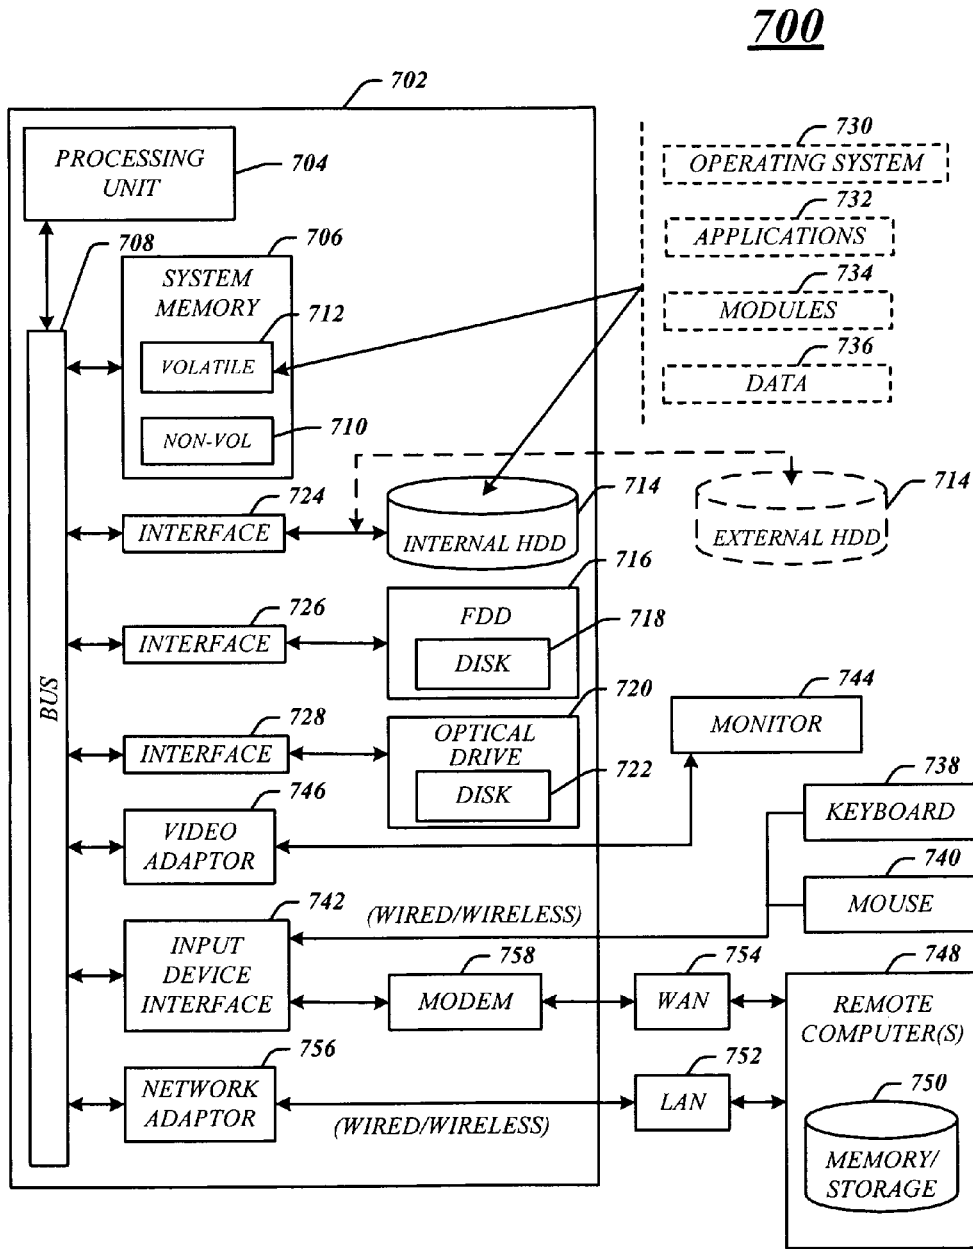 700
702
PROCESSING
UNIT
704
730
OPERATING SYSTEM
732
APPLICATIONS
734
MODULES
736
DATA
708
706
SYSTEM
MEMORY
712
VOLATILE
710
NON-VOL
BUS
724
INTERFACE
714
INTERNAL HDD
714
EXTERNAL HDD
716
FDD
726
INTERFACE
718
DISK
720
OPTICAL
DRIVE
728
INTERFACE
722
DISK
744
MONITOR
746
VIDEO
ADAPTOR
738
KEYBOARD
740
MOUSE
742
INPUT
DEVICE
INTERFACE
(WIRED/WIRELESS)
758
MODEM
754
WAN
748
REMOTE
COMPUTER(S)
756
NETWORK
ADAPTOR
(WIRED/WIRELESS)
752
LAN
750
MEMORY/
STORAGE